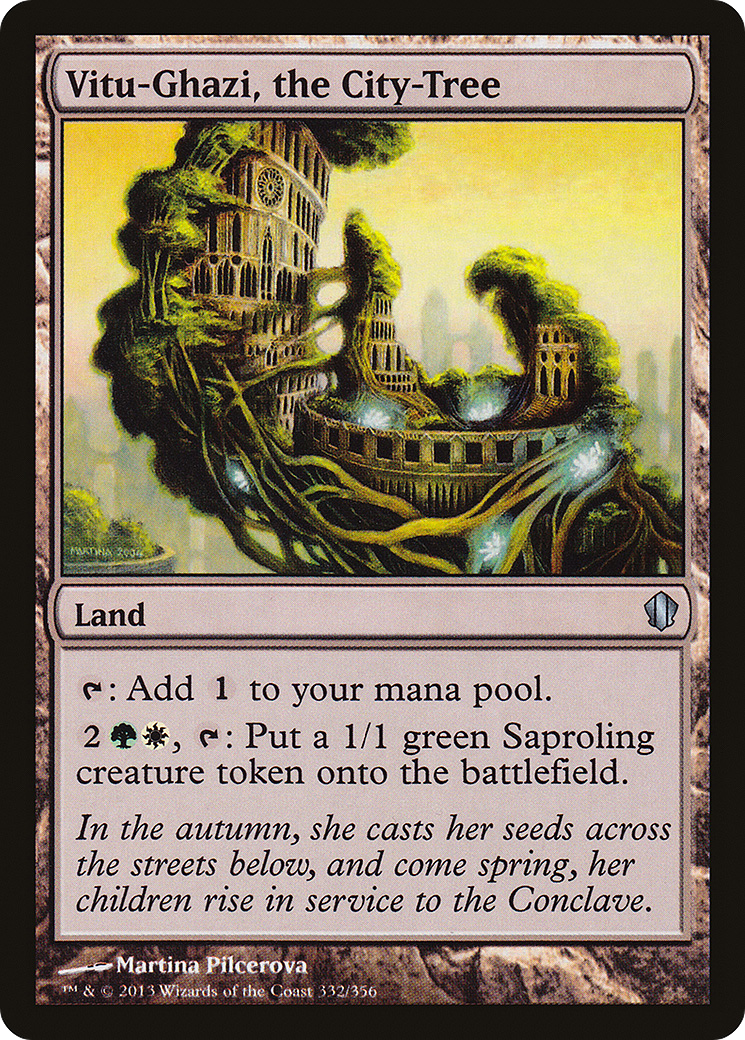 Vitu-Ghazi, the City-Tree
MARTINA 2004
Land
: Add 1 to your mana pool.
2 , : Put a 1/1 green Saproling
creature token onto the battlefield.
In the autumn, she casts her seeds across
the streets below, and come spring, her
children rise in service to the Conclave.
Martina Pilcerova
™ & © 2013 Wizards of the Coast 332/356